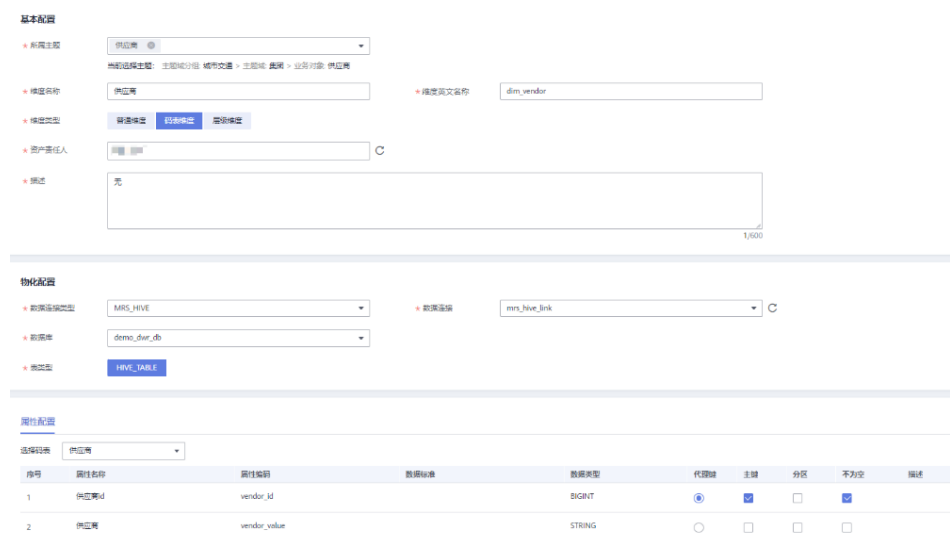 基本配置
* 所属主题 供应商
当前选择主题: 主题域分组: 城市交通 > 主题域: 集团 > 业务对象: 供应商
* 维度名称 供应商 * 维度英文名称 dim_vendor
* 维度类型 普通维度 码表维度 层级维度
* 资产责任人
* 描述 无
1/600
物化配置
* 数据连接类型 MRS_HIVE * 数据连接 mrs_hive_link
* 数据库 demo_dwr_db
* 表类型 HIVE_TABLE
属性配置
选择码表 供应商
序号 属性名称 属性编码 数据标准 数据类型 代理键 主键 分区 不为空 描述
1 供应商id vendor_id BIGINT
2 供应商 vendor_value STRING